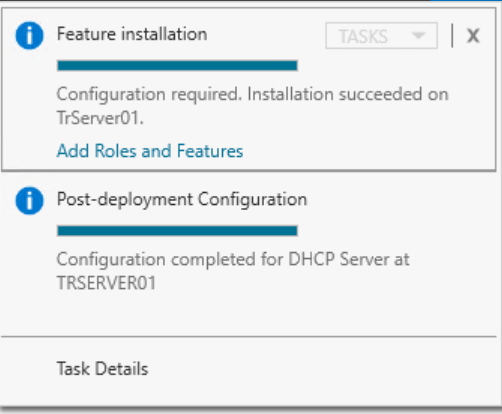 Feature installation
TASKS
X
Configuration required. Installation succeeded on
TrServer01.
Add Roles and Features
Post-deployment Configuration
Configuration completed for DHCP Server at
TRSERVER01
Task Details